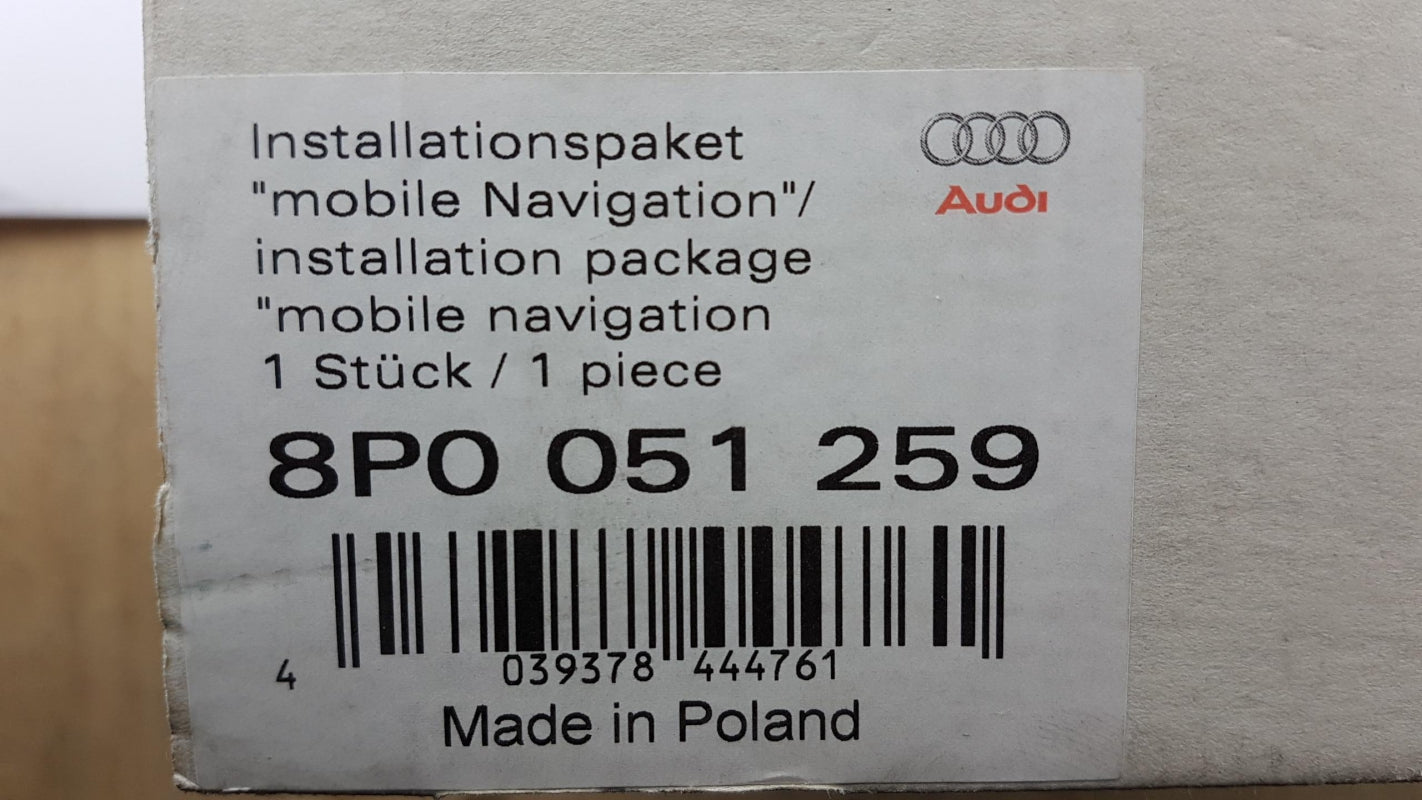 Installationspaket
"mobile Navigation"/
installation package
"mobile navigation
1 Stück / 1 piece
Audi
8P0 051 259
4 039378 444761
Made in Poland